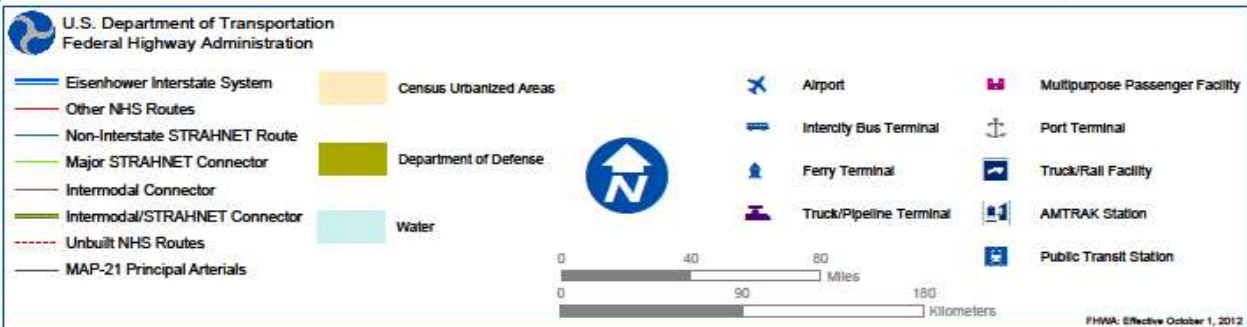 U.S. Department of Transportation
Federal Highway Administration
Eisenhower Interstate System
Other NHS Routes
Non-Interstate STRAHNET Route
Major STRAHNET Connector
Intermodal Connector
Intermodal/STRAHNET Connector
Unbuilt NHS Routes
MAP-21 Principal Arterials
Census Urbanized Areas
Department of Defense
Water
N
Airport
Intercity Bus Terminal
Ferry Terminal
Truck/Pipeline Terminal
Multipurpose Passenger Facility
Port Terminal
Truck/Rail Facility
AMTRAK Station
Public Transit Station
0 40 80
Miles
0 90 180
Kilometers
FHWA: Effective October 1, 2012